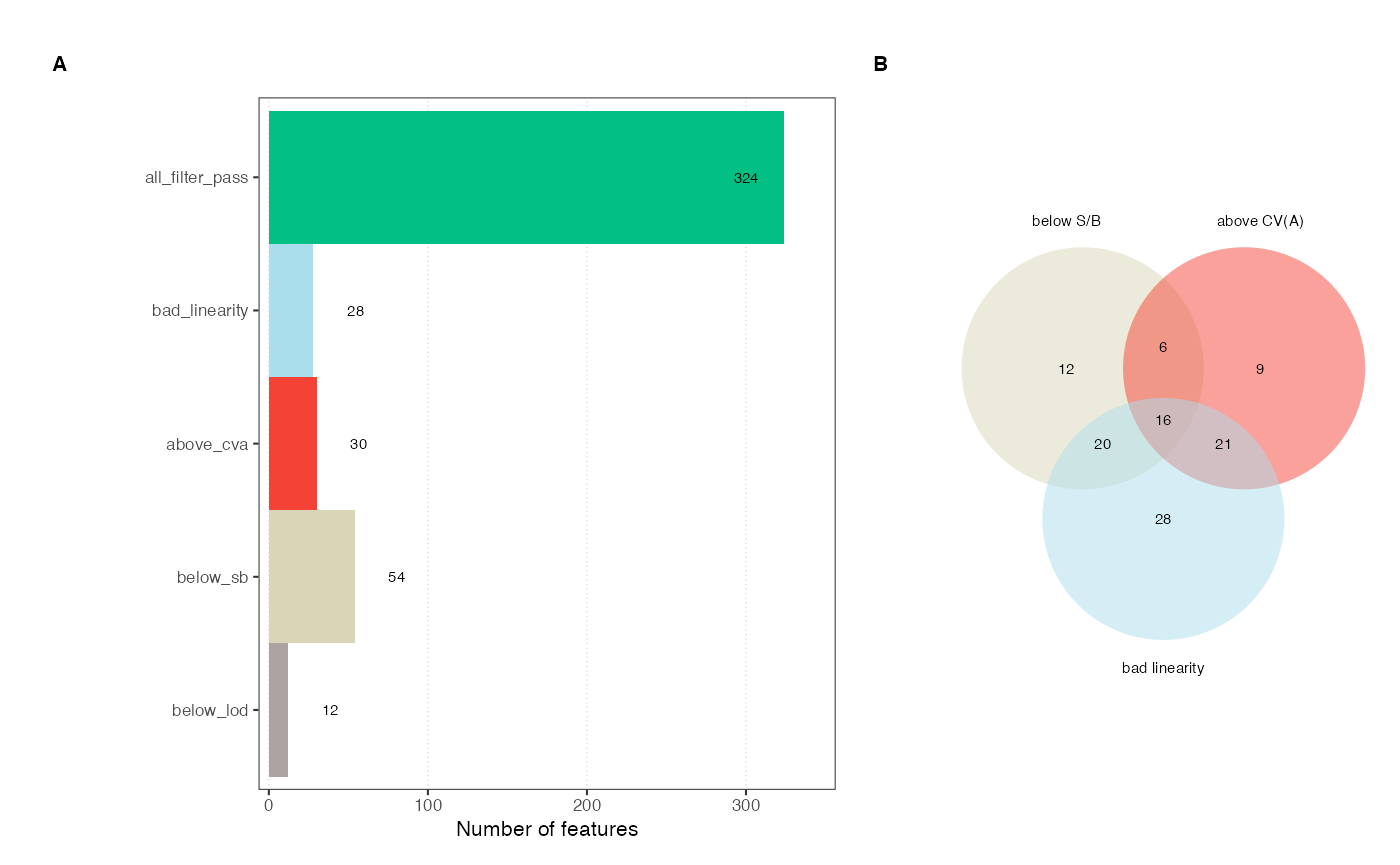 A
all_filter_pass
324
bad_linearity
28
above_cva
30
below_sb
54
below_lod
12
0 100 200 300
Number of features
B
below S/B above CV(A)
6
12 9
16
20 21
28
bad linearity